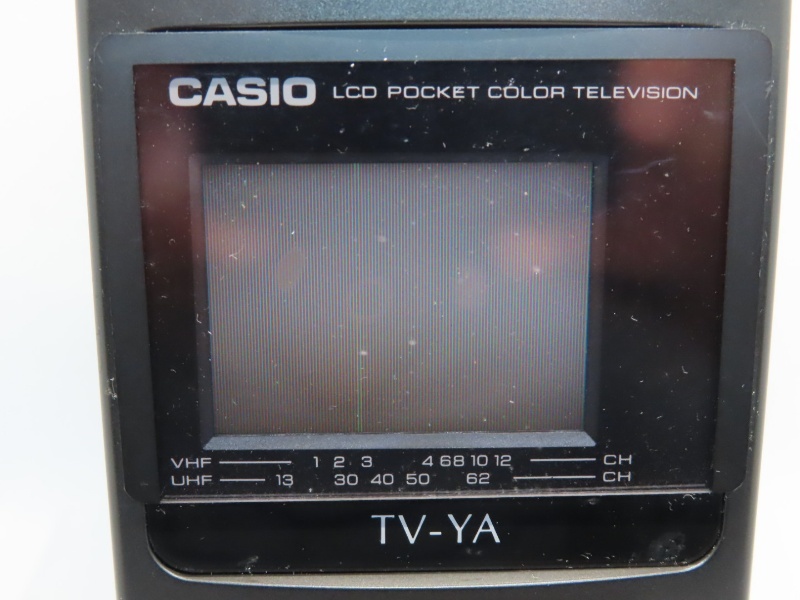 CASIO LCD POCKET COLOR TELEVISION
VHF 1 2 3 4 6 8 10 12 CH
UHF 13 30 40 50 62 CH
TV-YA